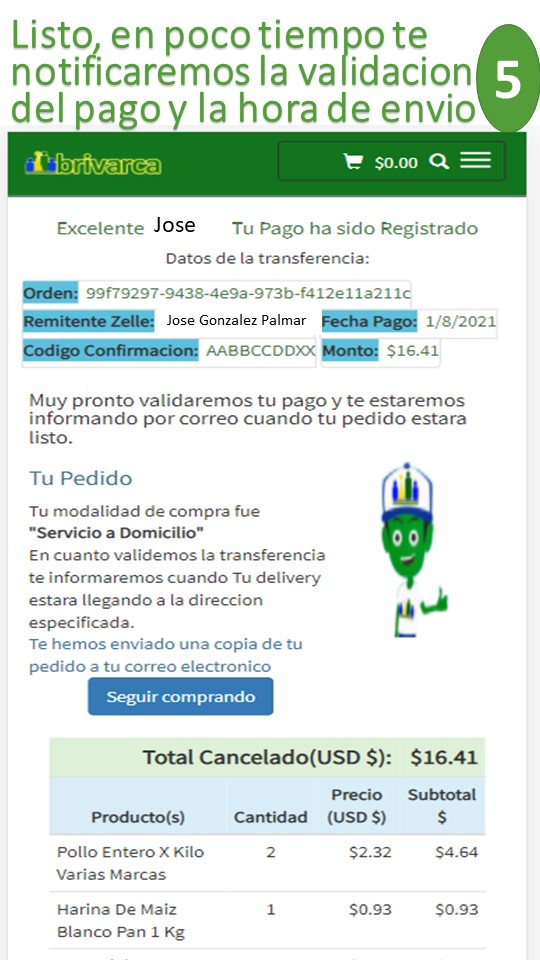 Listo, en poco tiempo te
notificaremos la validacion
del pago y la hora de envio
5
brivarca
$0.00
Excelente Jose Tu Pago ha sido Registrado
Datos de la transferencia:
Orden: 99f79297-9438-4e9a-973b-f412e11a211c
Remitente Zelle: Jose Gonzalez Palmar Fecha Pago: 1/8/2021
Codigo Confirmacion: AABBCCDDXX Monto: $16.41
Muy pronto validaremos tu pago y te estaremos
informando por correo cuando tu pedido estara
listo.
Tu Pedido
Tu modalidad de compra fue
"Servicio a Domicilio"
En cuanto validemos la transferencia
te informaremos cuando Tu delivery
estara llegando a la direccion
especificada.
Te hemos enviado una copia de tu
pedido a tu correo electronico
Seguir comprando
Total Cancelado(USD $): $16.41
Producto(s) Cantidad Precio (USD $) Subtotal $
Pollo Entero X Kilo 2 $2.32 $4.64
Varias Marcas
Harina De Maiz 1 $0.93 $0.93
Blanco Pan 1 Kg